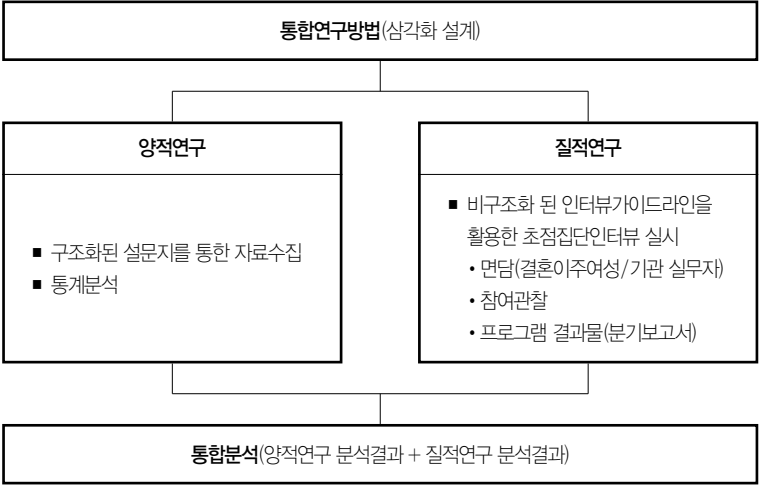 통합연구방법(삼각화 설계)
양적연구
■ 구조화된 설문지를 통한 자료수집
■ 통계분석
질적연구
■ 비구조화 된 인터뷰가이드라인을
활용한 초점집단인터뷰 실시
• 면담(결혼이주여성/기관 실무자)
• 참여관찰
• 프로그램 결과물(분기보고서)
통합분석(양적연구 분석결과 + 질적연구 분석결과)